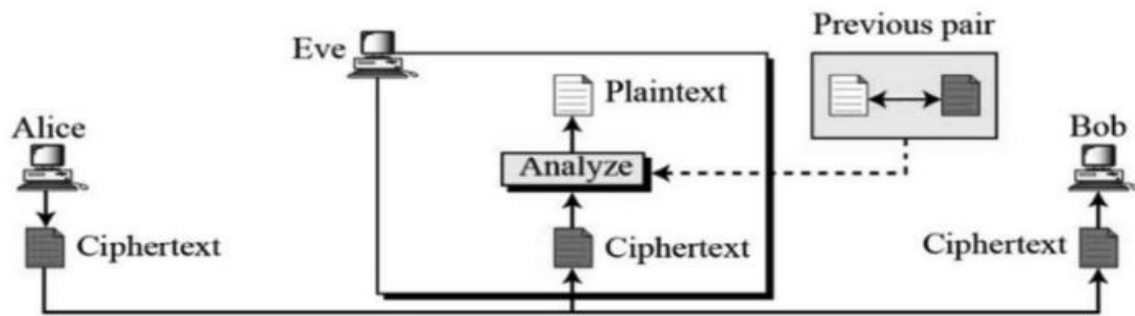 Previous pair
Eve
Plaintext
Alice
Bob
Analyze
Ciphertext
Ciphertext
Ciphertext